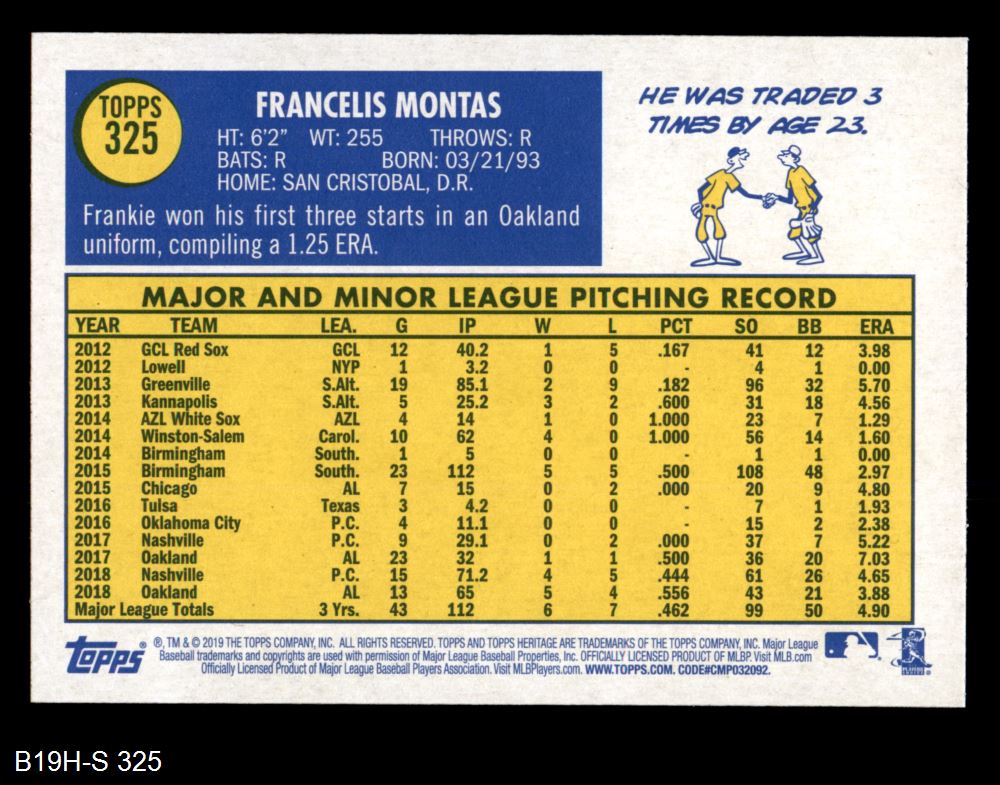 TOPPS
325
FRANCELIS MONTAS
HT: 6'2" WT: 255 THROWS: R
BATS: R BORN: 03/21/93
HOME: SAN CRISTOBAL, D.R.
Frankie won his first three starts in an Oakland
uniform, compiling a 1.25 ERA.
HE WAS TRADED 3
TIMES BY AGE 23.
MAJOR AND MINOR LEAGUE PITCHING RECORD
YEAR TEAM LEA. G IP W L PCT SO BB ERA
2012 GCL Red Sox GCL 12 40.2 1 5 .167 41 12 3.98
2012 Lowell NYP 1 3.2 0 0 - 4 1 0.00
2013 Greenville S.Alt. 19 85.1 2 9 .182 96 32 5.70
2013 Kannapolis S.Alt. 5 25.2 3 2 .600 31 18 4.56
2014 AZL White Sox AZL 4 14 1 0 1.000 23 7 1.29
2014 Winston-Salem Carol. 10 62 4 0 1.000 56 14 1.60
2014 Birmingham South. 1 5 0 0 - 1 1 0.00
2015 Birmingham South. 23 112 5 5 .500 108 48 2.97
2015 Chicago AL 7 15 0 2 .000 20 9 4.80
2016 Tulsa Texas 3 4.2 0 0 - 7 1 1.93
2016 Oklahoma City P.C. 4 11.1 0 0 - 15 2 2.38
2017 Nashville P.C. 9 29.1 0 2 .000 37 7 5.22
2017 Oakland AL 23 32 1 1 .500 36 20 7.03
2018 Nashville P.C. 15 71.2 4 5 .444 61 26 4.65
2018 Oakland AL 13 65 5 4 .556 43 21 3.88
Major League Totals 3 Yrs. 43 112 6 7 .462 99 50 4.90
TOPPS
®, TM & © 2019 THE TOPPS COMPANY, INC. ALL RIGHTS RESERVED. TOPPS AND TOPPS HERITAGE ARE TRADEMARKS OF THE TOPPS COMPANY, INC. Major League
Baseball trademarks and copyrights are used with permission of Major League Baseball Properties, Inc. OFFICIALLY LICENSED PRODUCT OF MLBP. Visit MLB.com
Officially Licensed Product of Major League Baseball Players Association. Visit MLBPlayers.com. WWW.TOPPS.COM. CODE#CMP032092.
B19H-S 325